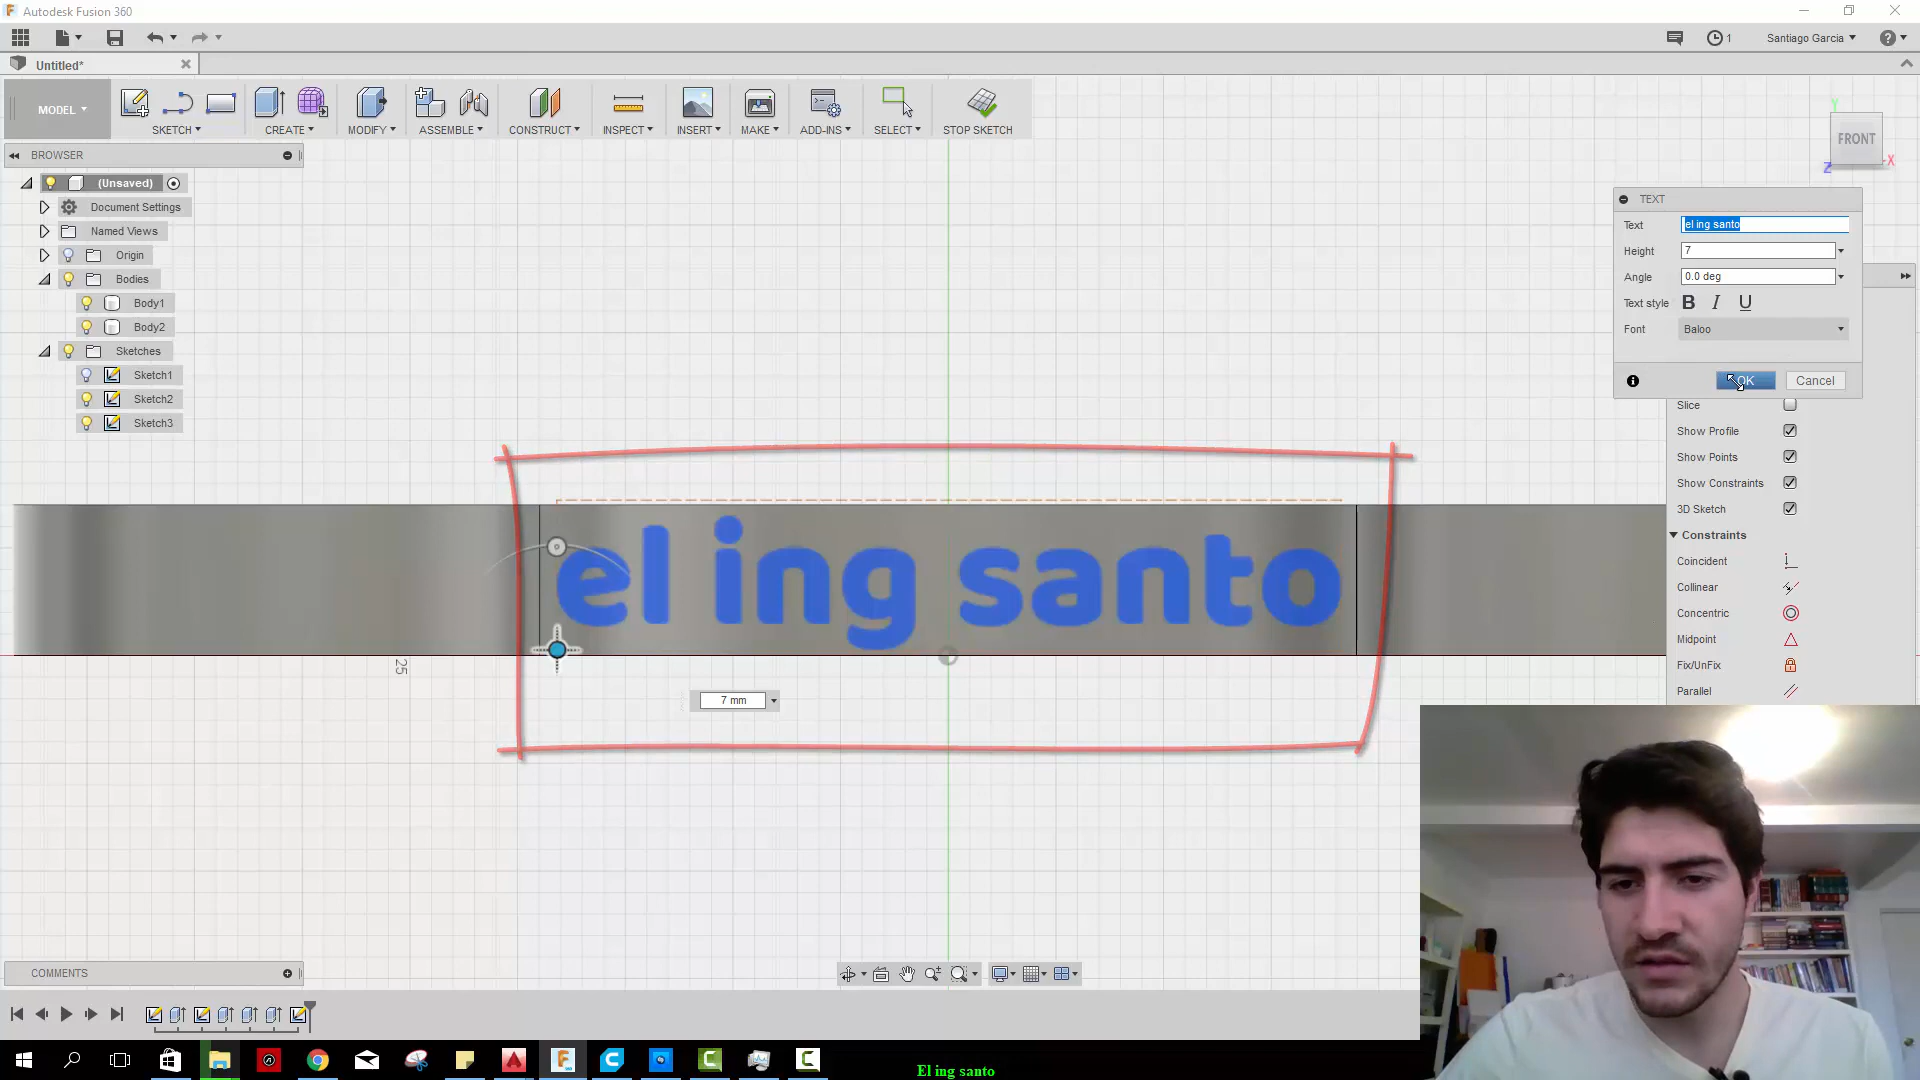 Autodesk Fusion 360
1
Santiago Garcia
Untitled*
MODEL
SKETCH
CREATE
MODIFY
ASSEMBLE
CONSTRUCT
INSPECT
INSERT
MAKE
ADD-INS
SELECT
STOP SKETCH
Y
FRONT
X
Z
BROWSER
(Unsaved)
Document Settings
Named Views
Origin
Bodies
Body1
Body2
Sketches
Sketch1
Sketch2
Sketch3
TEXT
Text el ing santo
Height 7
Angle 0.0 deg
Text style B I U
Font Baloo
OK Cancel
Slice
Show Profile
Show Points
Show Constraints
3D Sketch
Constraints
Coincident
Collinear
Concentric
Midpoint
Fix/UnFix
Parallel
el ing santo
25
7 mm
COMMENTS
El ing santo